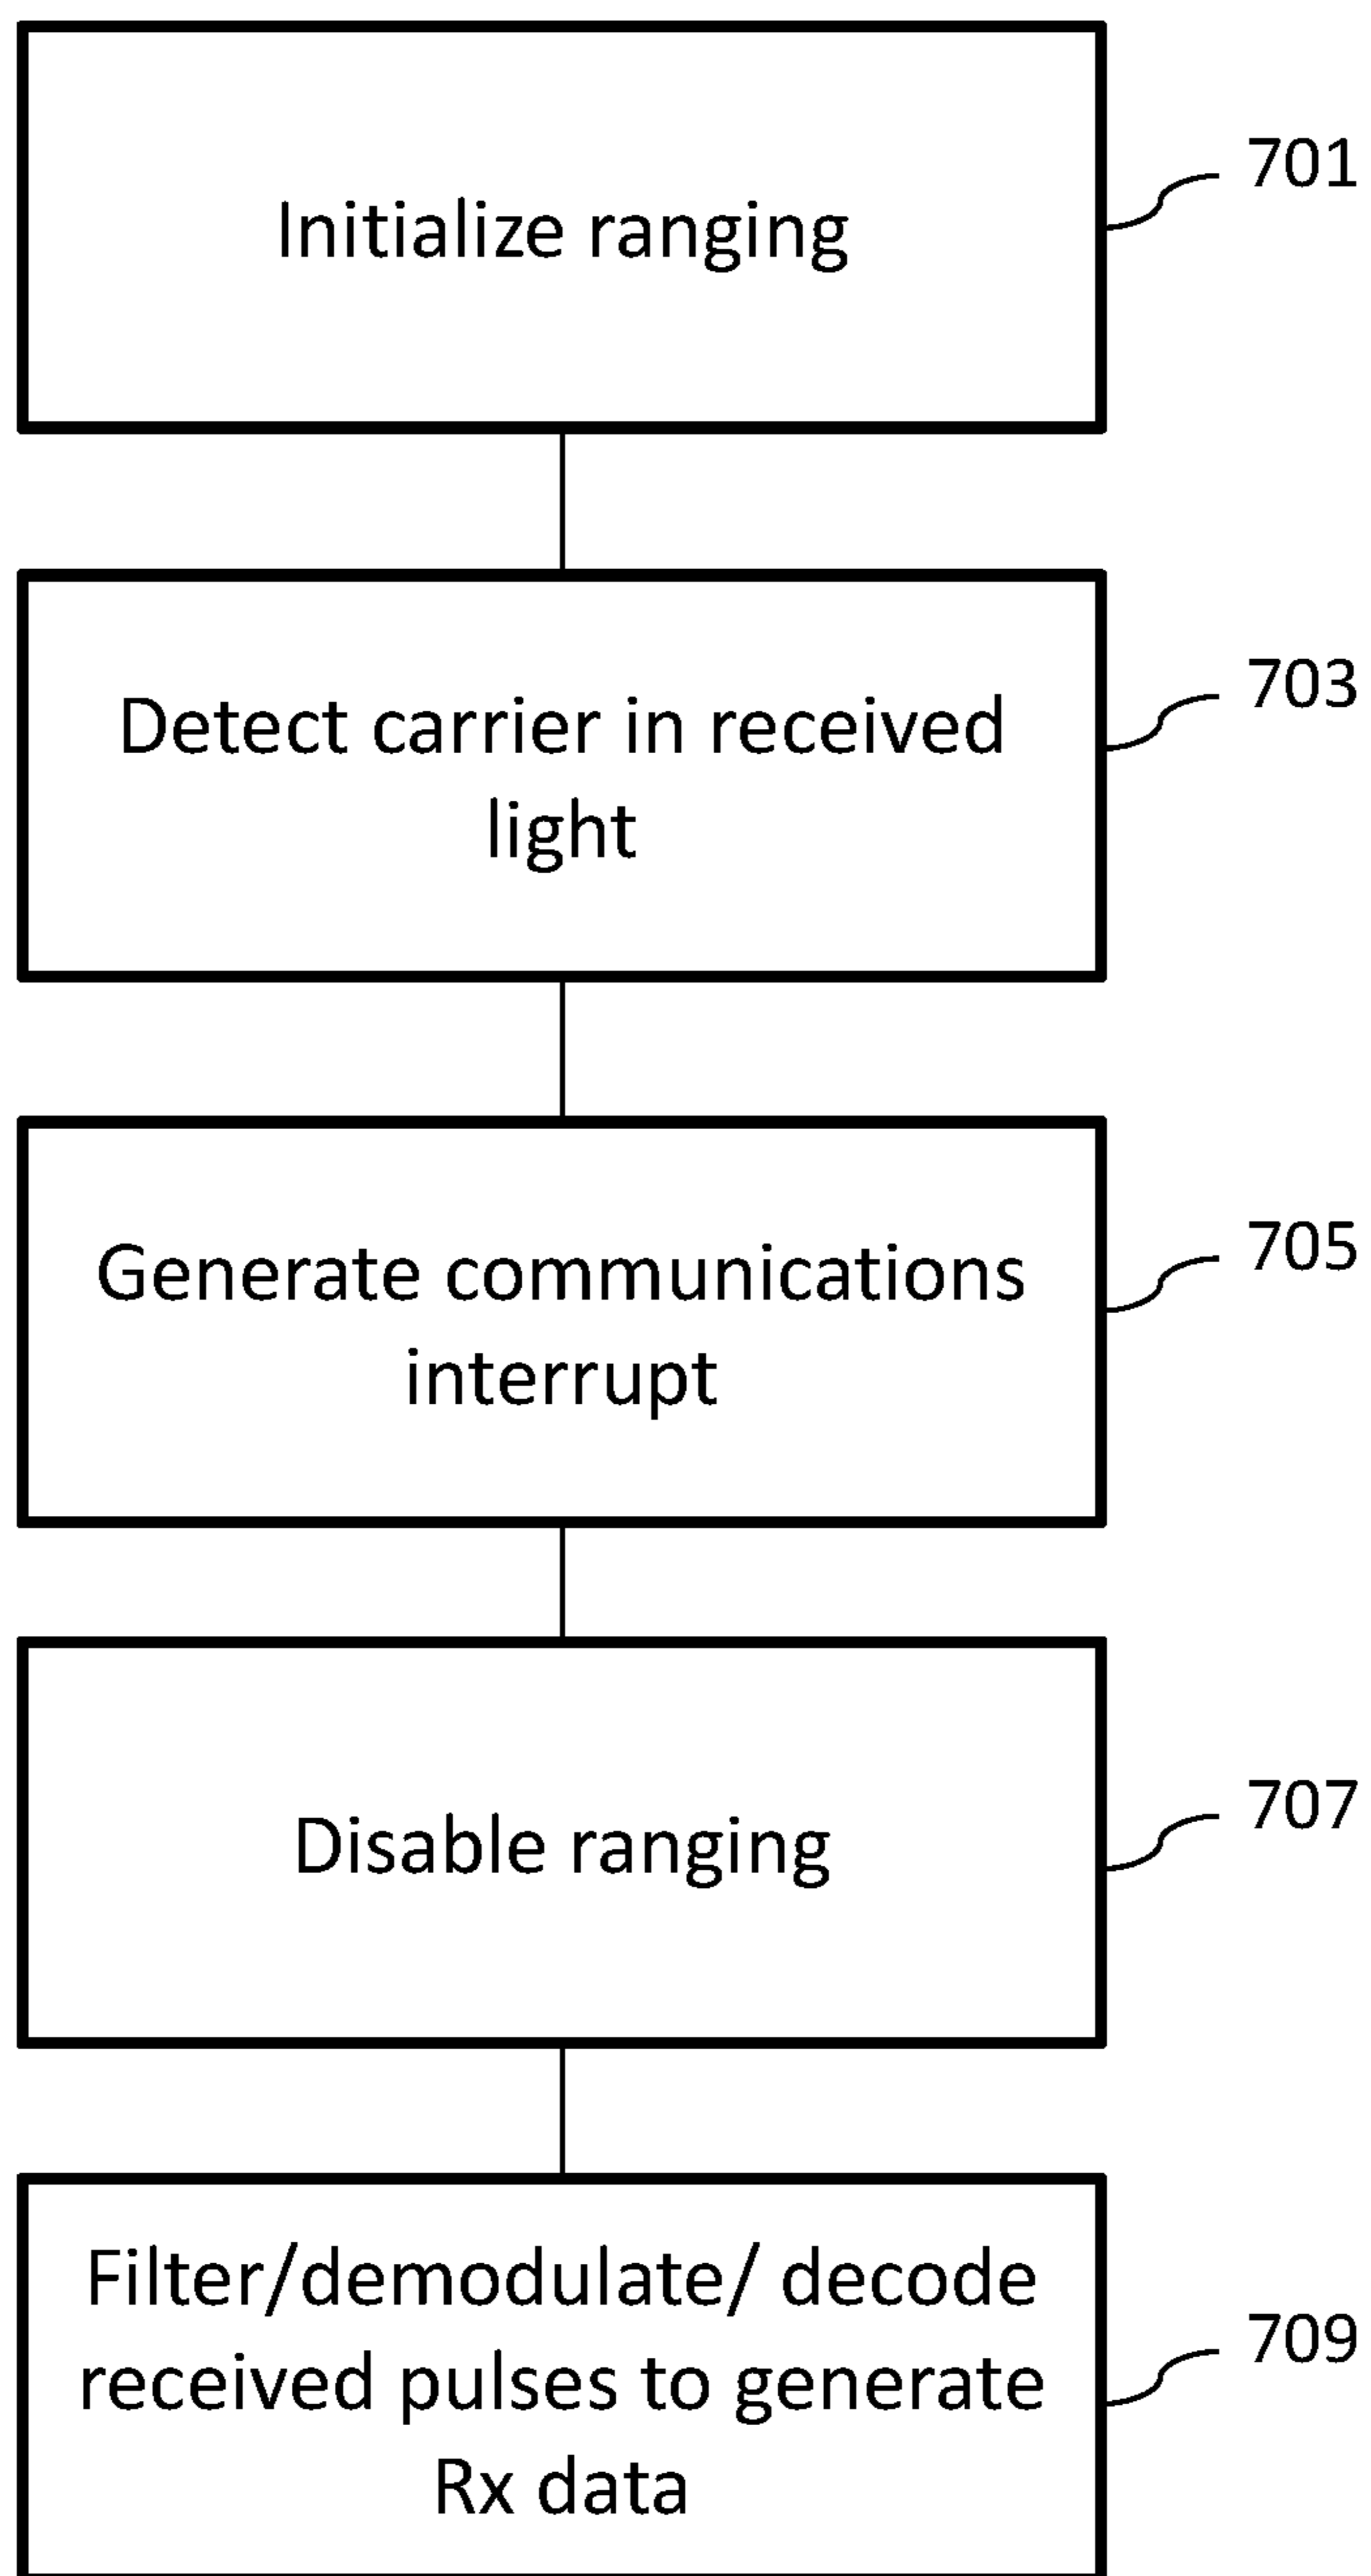 Initialize ranging
701
Detect carrier in received
light
703
Generate communications
interrupt
705
Disable ranging
707
Filter/demodulate/ decode
received pulses to generate
Rx data
709